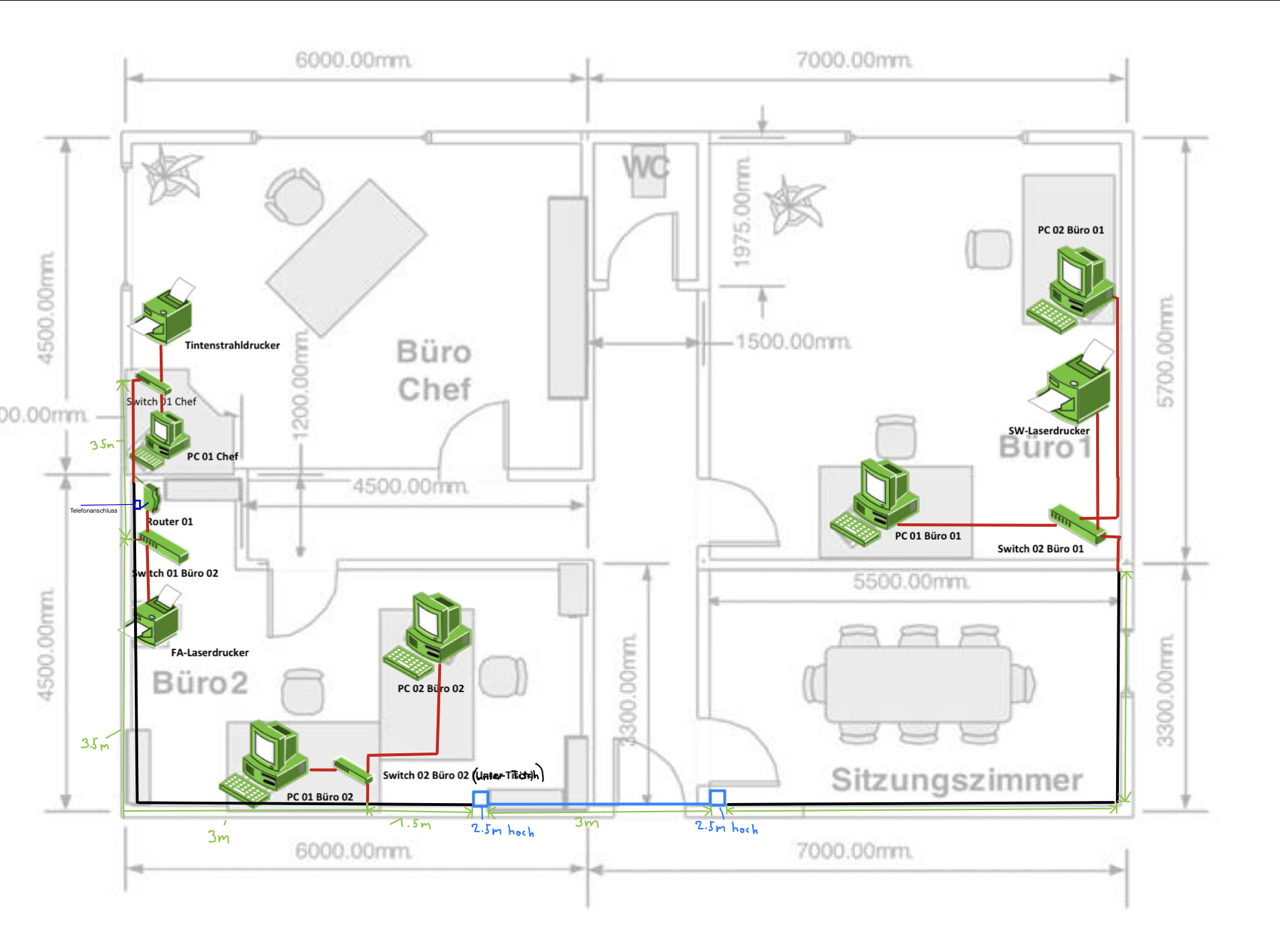 6000.00mm.
7000.00mm.
WC
1975.00mm.
PC 02 Büro 01
4500.00mm.
Tintenstrahldrucker
Büro
Chef
1500.00mm.
5700.00mm.
Switch 01 Chef
00.00mm.
1200.00mm.
3.5m
PC 01 Chef
SW-Laserdrucker
Büro1
4500.00mm.
Telefonanschluss
Router 01
PC 01 Büro 01
Switch 02 Büro 01
Switch 01 Büro 02
5500.00mm.
4500.00mm.
FA-Laserdrucker
Büro2
PC 02 Büro 02
3300.00mm.
3300.00mm.
3.5m
Switch 02 Büro 02 (Unter Tisch)
Sitzungszimmer
PC 01 Büro 02
3m
1.5m
2.5m hoch
3m
2.5m hoch
6000.00mm.
7000.00mm.